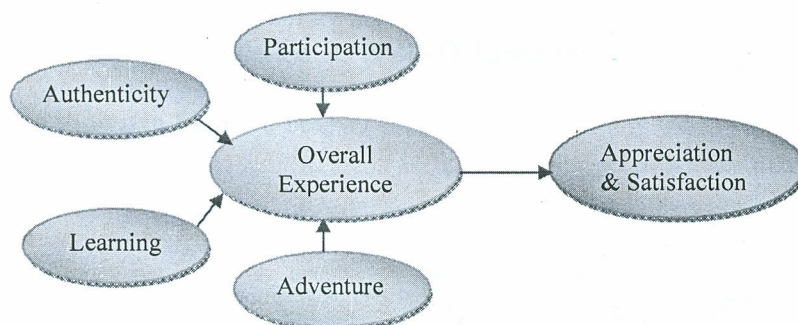 Participation
Authenticity
Overall
Experience
Appreciation
& Satisfaction
Learning
Adventure